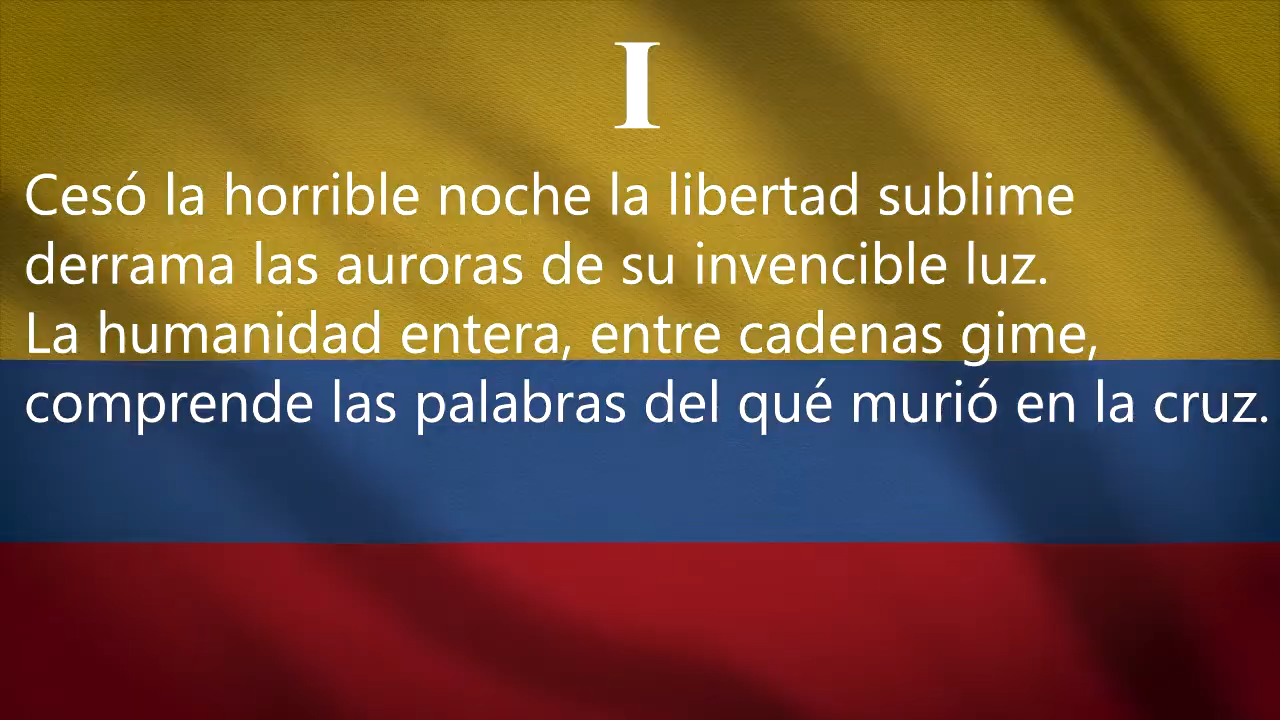 I
Cesó la horrible noche la libertad sublime
derrama las auroras de su invencible luz.
La humanidad entera, entre cadenas gime,
comprende las palabras del qué murió en la cruz.